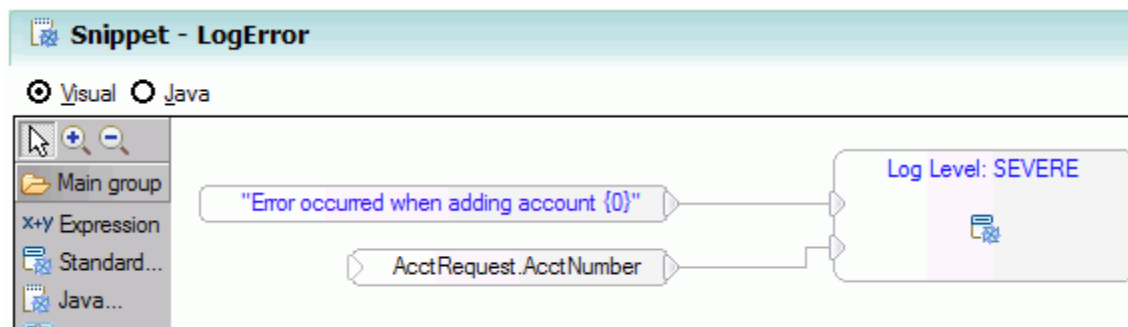 Snippet - LogError
Visual Java
Main group
x+y Expression
Standard...
Java...
"Error occurred when adding account {0}"
AcctRequest.AcctNumber
Log Level: SEVERE